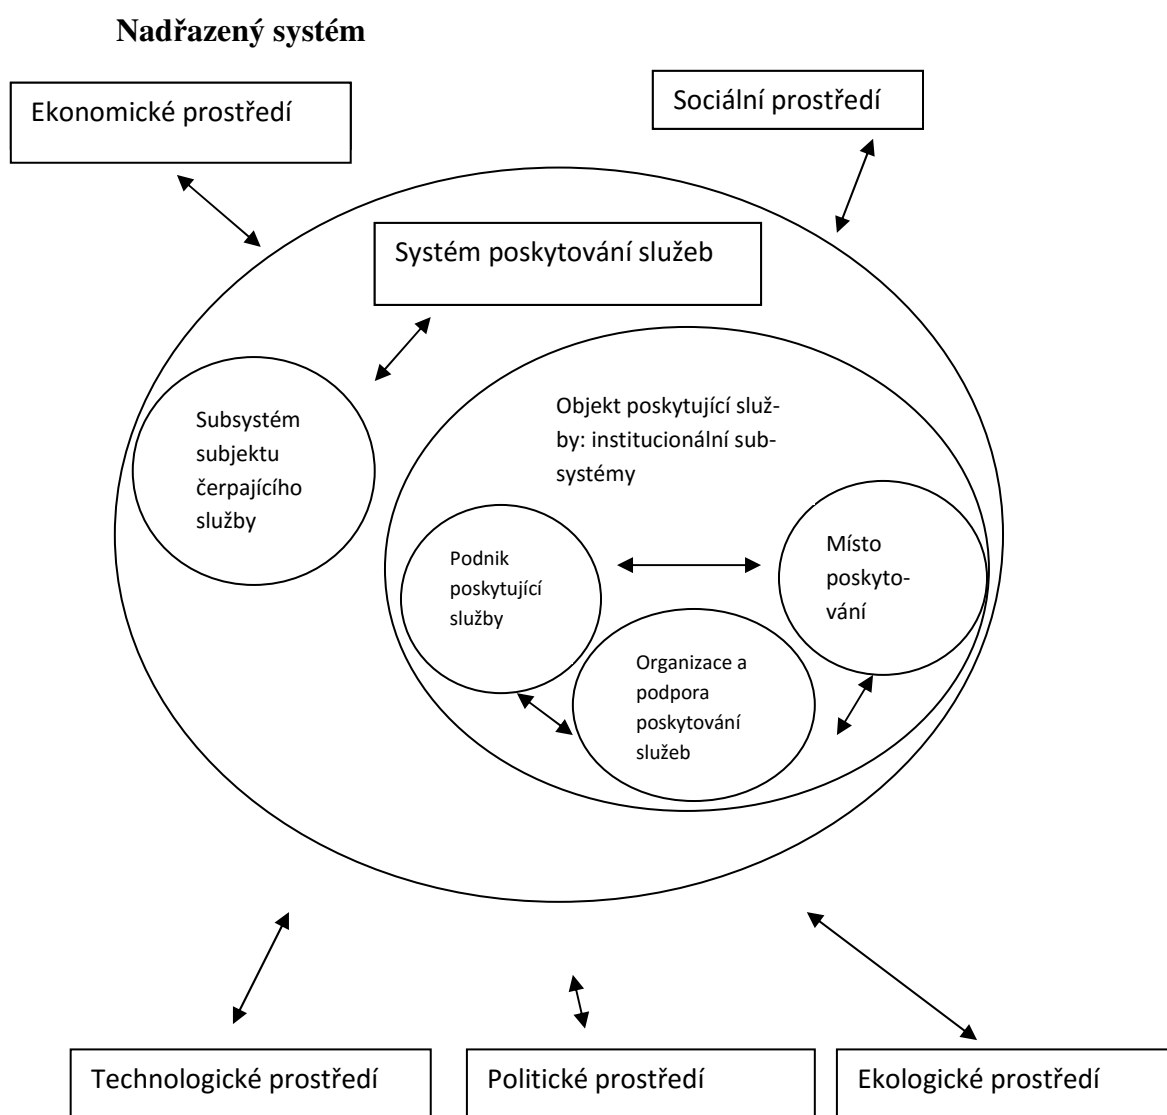 Nadřazený systém
Ekonomické prostředí
Sociální prostředí
Systém poskytování služeb
Subsystém
subjektu
čerpajícího
služby
Objekt poskytující služ-
by: institucionální sub-
systémy
Podnik
poskytující
služby
Místo
poskyto-
vání
Organizace a
podpora
poskytování
služeb
Technologické prostředí
Politické prostředí
Ekologické prostředí